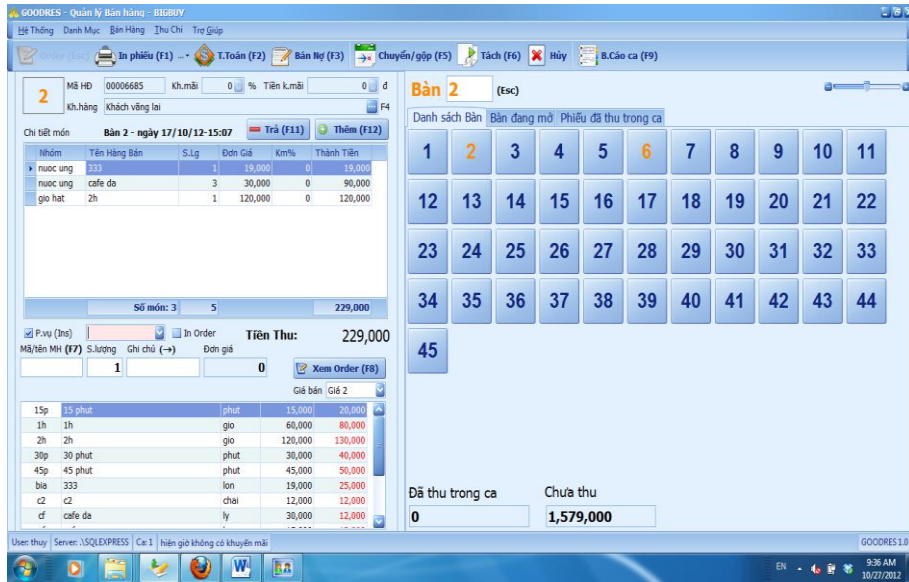 GOODRES - Quản lý Bán hàng - BIGBUY
Hệ Thống Danh Mục Bán Hàng Thu Chi Trợ Giúp
Order (Esc) In phiếu (F1) ... T.Toán (F2) Bán Nợ (F3) Chuyển/gộp (F5) Tách (F6) Hủy B.Cáo ca (F9)
2 Mã HĐ 00006685 Kh.mãi 0 % Tiền k.mãi 0 đ
Kh.hàng Khách vãng lai F4
Chi tiết món Bàn 2 - ngày 17/10/12-15:07 Trả (F11) Thêm (F12)
Nhóm Tên Hàng Bán S.Lg Đơn Giá Km% Thành Tiền
nuoc ung 333 1 19,000 0 19,000
nuoc ung cafe da 3 30,000 0 90,000
gio hat 2h 1 120,000 0 120,000
Số món: 3 5 229,000
P.vụ (Ins) In Order Tiền Thu: 229,000
Mã/tên MH (F7) S.lượng Ghi chú (→) Đơn giá
1 0 Xem Order (F8)
Giá bán Giá 2
15p 15 phut phut 15,000 20,000
1h 1h gio 60,000 80,000
2h 2h gio 120,000 130,000
30p 30 phut phut 30,000 40,000
45p 45 phut phut 45,000 50,000
bia 333 lon 19,000 25,000
c2 c2 chai 12,000 12,000
cf cafe da ly 30,000 12,000
Bàn 2 (Esc)
Danh sách Bàn Bàn đang mở Phiếu đã thu trong ca
1 2 3 4 5 6 7 8 9 10 11
12 13 14 15 16 17 18 19 20 21 22
23 24 25 26 27 28 29 30 31 32 33
34 35 36 37 38 39 40 41 42 43 44
45
Đã thu trong ca Chưa thu
0 1,579,000
User: thuy Server: .\SQLEXPRESS Ca: 1 hiện giờ không có khuyến mãi GOODRES 1.0
EN 9:36 AM
10/27/2012